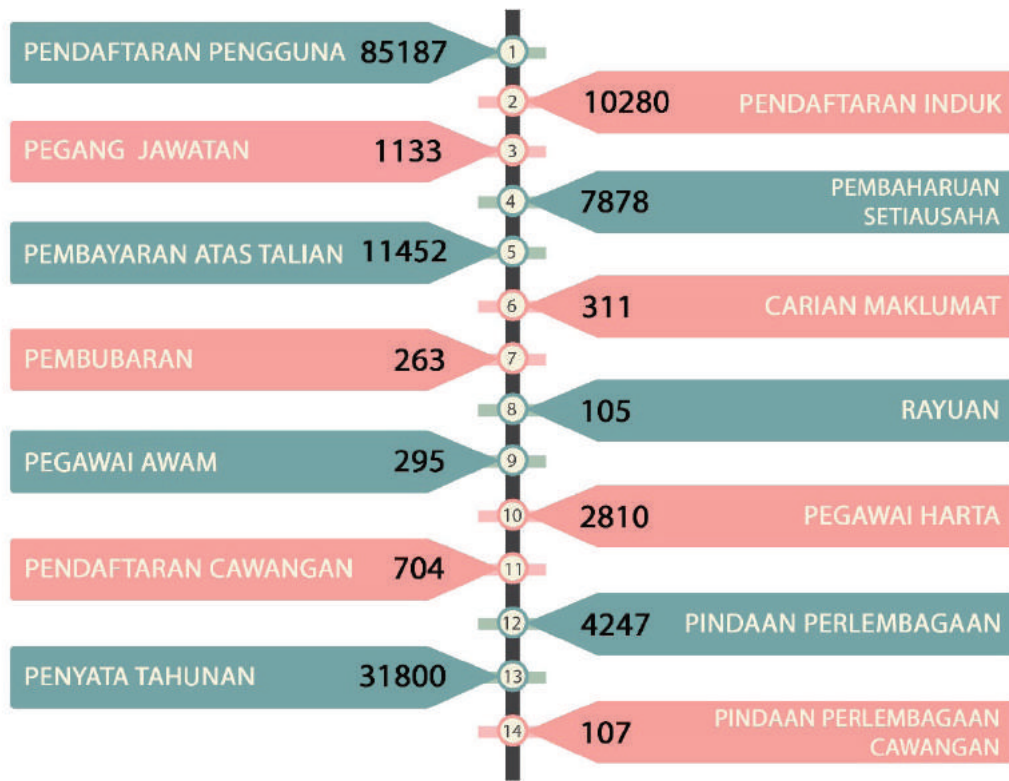 PENDAFTARAN PENGGUNA 85187
1
2
10280 PENDAFTARAN INDUK
PEGANG JAWATAN 1133
3
4
7878 PEMBAHARUAN
SETIAUSAHA
PEMBAYARAN ATAS TALIAN 11452
5
6
311 CARIAN MAKLUMAT
PEMBUBARAN 263
7
8
105 RAYUAN
PEGAWAI AWAM 295
9
10
2810 PEGAWAI HARTA
PENDAFTARAN CAWANGAN 704
11
12
4247 PINDAAN PERLEMBAGAAN
PENYATA TAHUNAN 31800
13
14
107 PINDAAN PERLEMBAGAAN
CAWANGAN